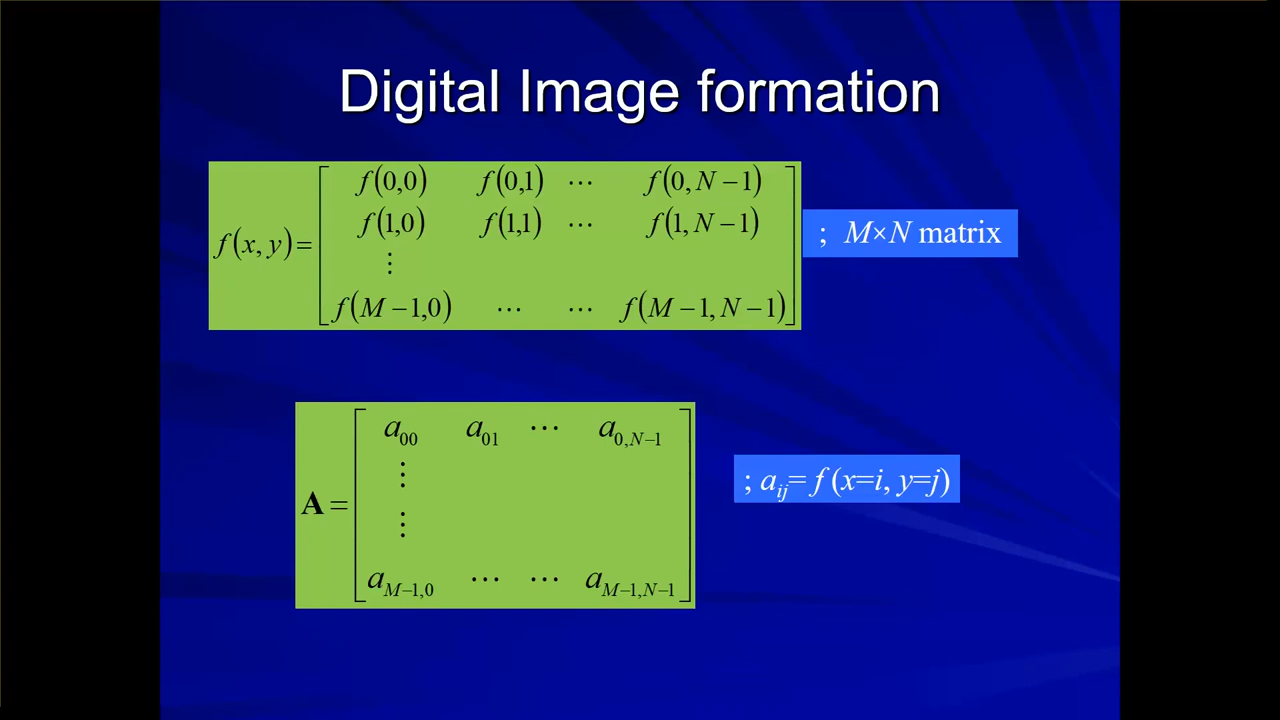 Digital Image formation
f(0,0) f(0,1) ⋯ f(0, N − 1)
f(1,0) f(1,1) ⋯ f(1, N − 1)
f(x, y) = ; M×N matrix
⋮
f(M − 1,0) ⋯ ⋯ f(M − 1, N − 1)
a₀₀ a₀₁ ⋯ a₀,N−1
⋮
A = ; aij= f (x=i, y=j)
⋮
aM−1,0 ⋯ ⋯ aM−1,N−1